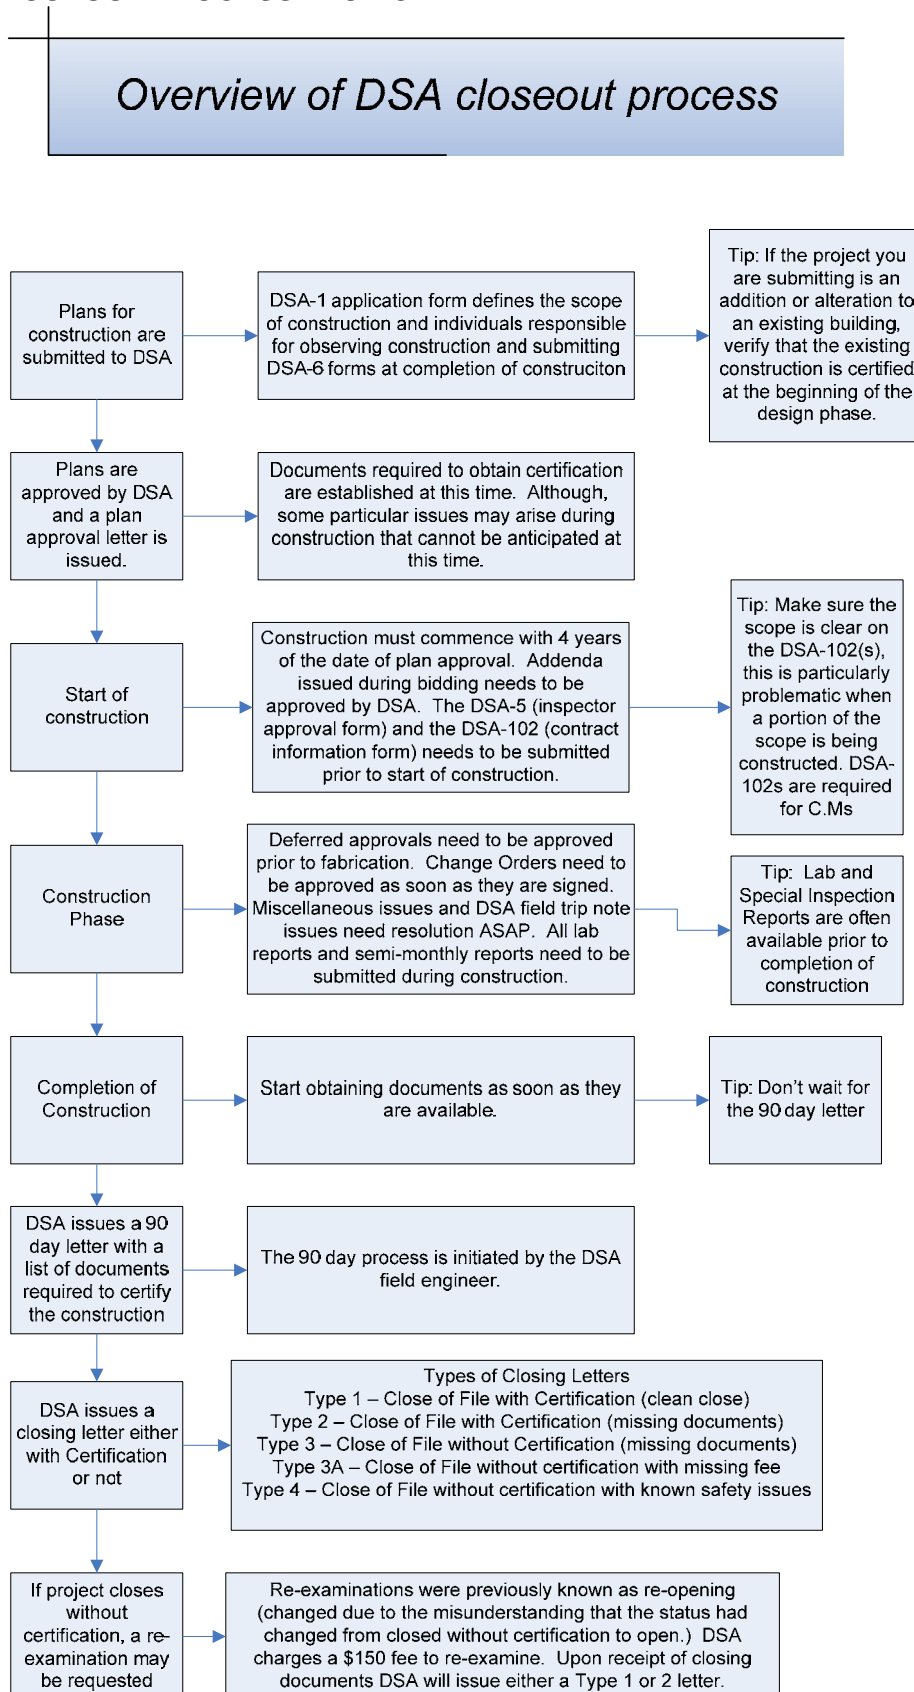 Overview of DSA closeout process
Plans for
construction are
submitted to DSA
DSA-1 application form defines the scope
of construction and individuals responsible
for observing construction and submitting
DSA-6 forms at completion of construciton
Tip: If the project you
are submitting is an
addition or alteration to
an existing building,
verify that the existing
construction is certified
at the beginning of the
design phase.
Plans are
approved by DSA
and a plan
approval letter is
issued.
Documents required to obtain certification
are established at this time.  Although,
some particular issues may arise during
construction that cannot be anticipated at
this time.
Start of
construction
Construction must commence with 4 years
of the date of plan approval.  Addenda
issued during bidding needs to be
approved by DSA.  The DSA-5 (inspector
approval form) and the DSA-102 (contract
information form) needs to be submitted
prior to start of construction.
Tip: Make sure the
scope is clear on
the DSA-102(s),
this is particularly
problematic when
a portion of the
scope is being
constructed. DSA-
102s are required
for C.Ms
Construction
Phase
Deferred approvals need to be approved
prior to fabrication.  Change Orders need to
be approved as soon as they are signed.
Miscellaneous issues and DSA field trip note
issues need resolution ASAP.  All lab
reports and semi-monthly reports need to be
submitted during construction.
Tip:  Lab and
Special Inspection
Reports are often
available prior to
completion of
construction
Completion of
Construction
Start obtaining documents as soon as they
are available.
Tip: Don't wait for
the 90 day letter
DSA issues a 90
day letter with a
list of documents
required to certify
the construction
The 90 day process is initiated by the DSA
field engineer.
DSA issues a
closing letter either
with Certification
or not
Types of Closing Letters
Type 1 – Close of File with Certification (clean close)
Type 2 – Close of File with Certification (missing documents)
Type 3 – Close of File without Certification (missing documents)
Type 3A – Close of File without certification with missing fee
Type 4 – Close of File without certification with known safety issues
If project closes
without
certification, a re-
examination may
be requested
Re-examinations were previously known as re-opening
(changed due to the misunderstanding that the status had
changed from closed without certification to open.)  DSA
charges a $150 fee to re-examine.  Upon receipt of closing
documents DSA will issue either a Type 1 or 2 letter.